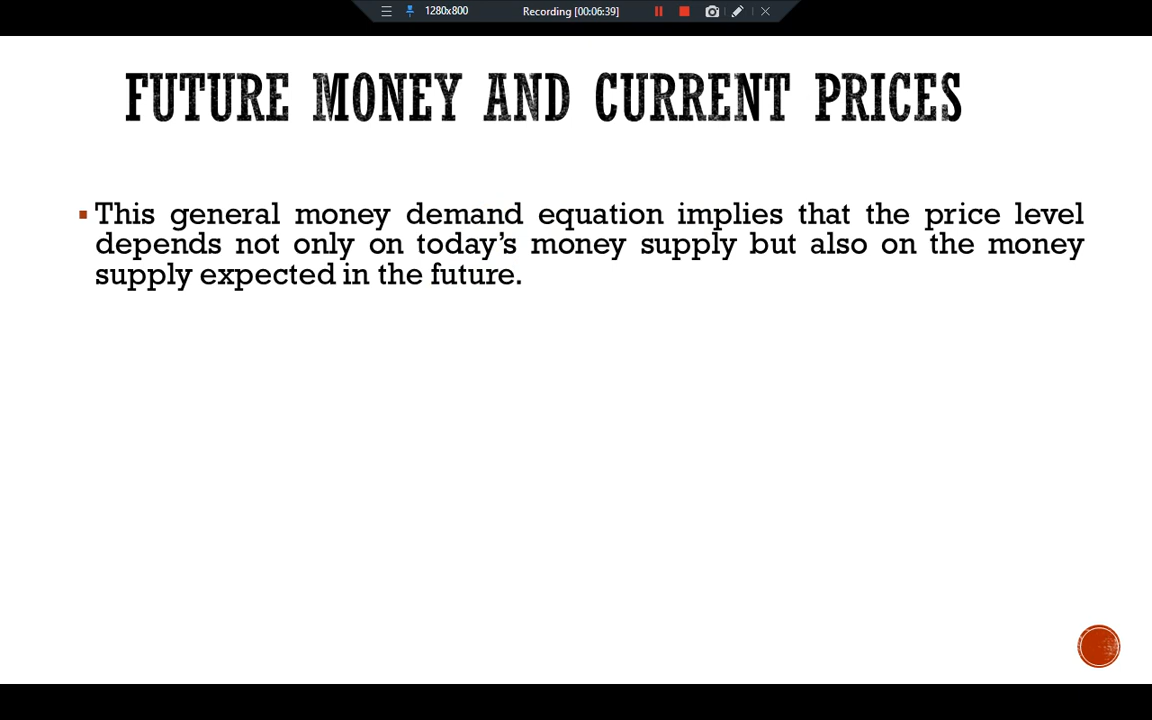 1280x800
Recording [00:06:39]
FUTURE MONEY AND CURRENT PRICES
This general money demand equation implies that the price level
depends not only on today's money supply but also on the money
supply expected in the future.